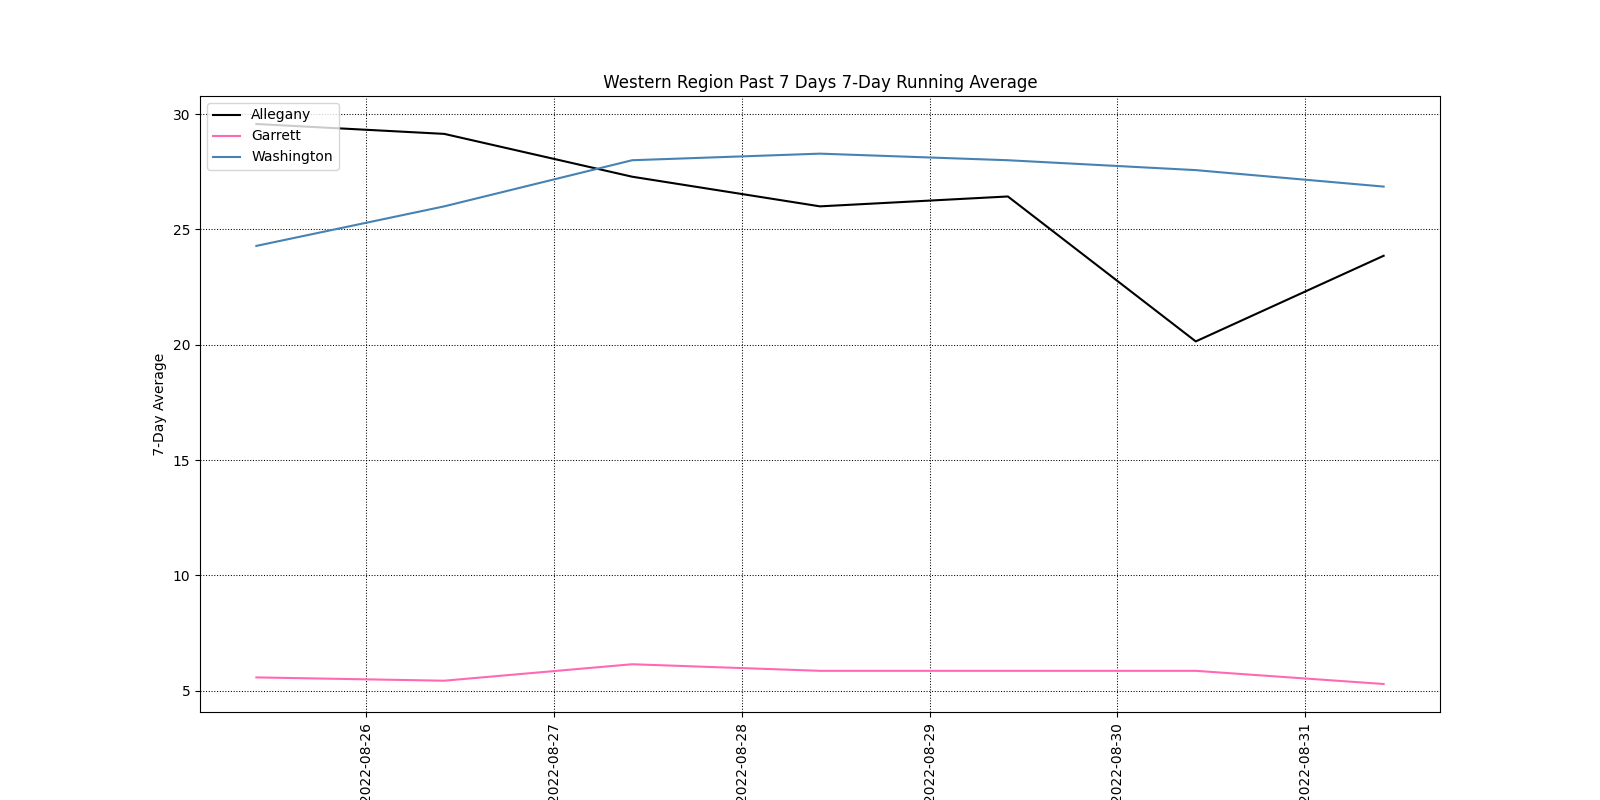 Western Region Past 7 Days 7-Day Running Average
Allegany
Garrett
Washington
30
25
20
15
10
5
7-Day Average
2022-08-26
2022-08-27
2022-08-28
2022-08-29
2022-08-30
2022-08-31